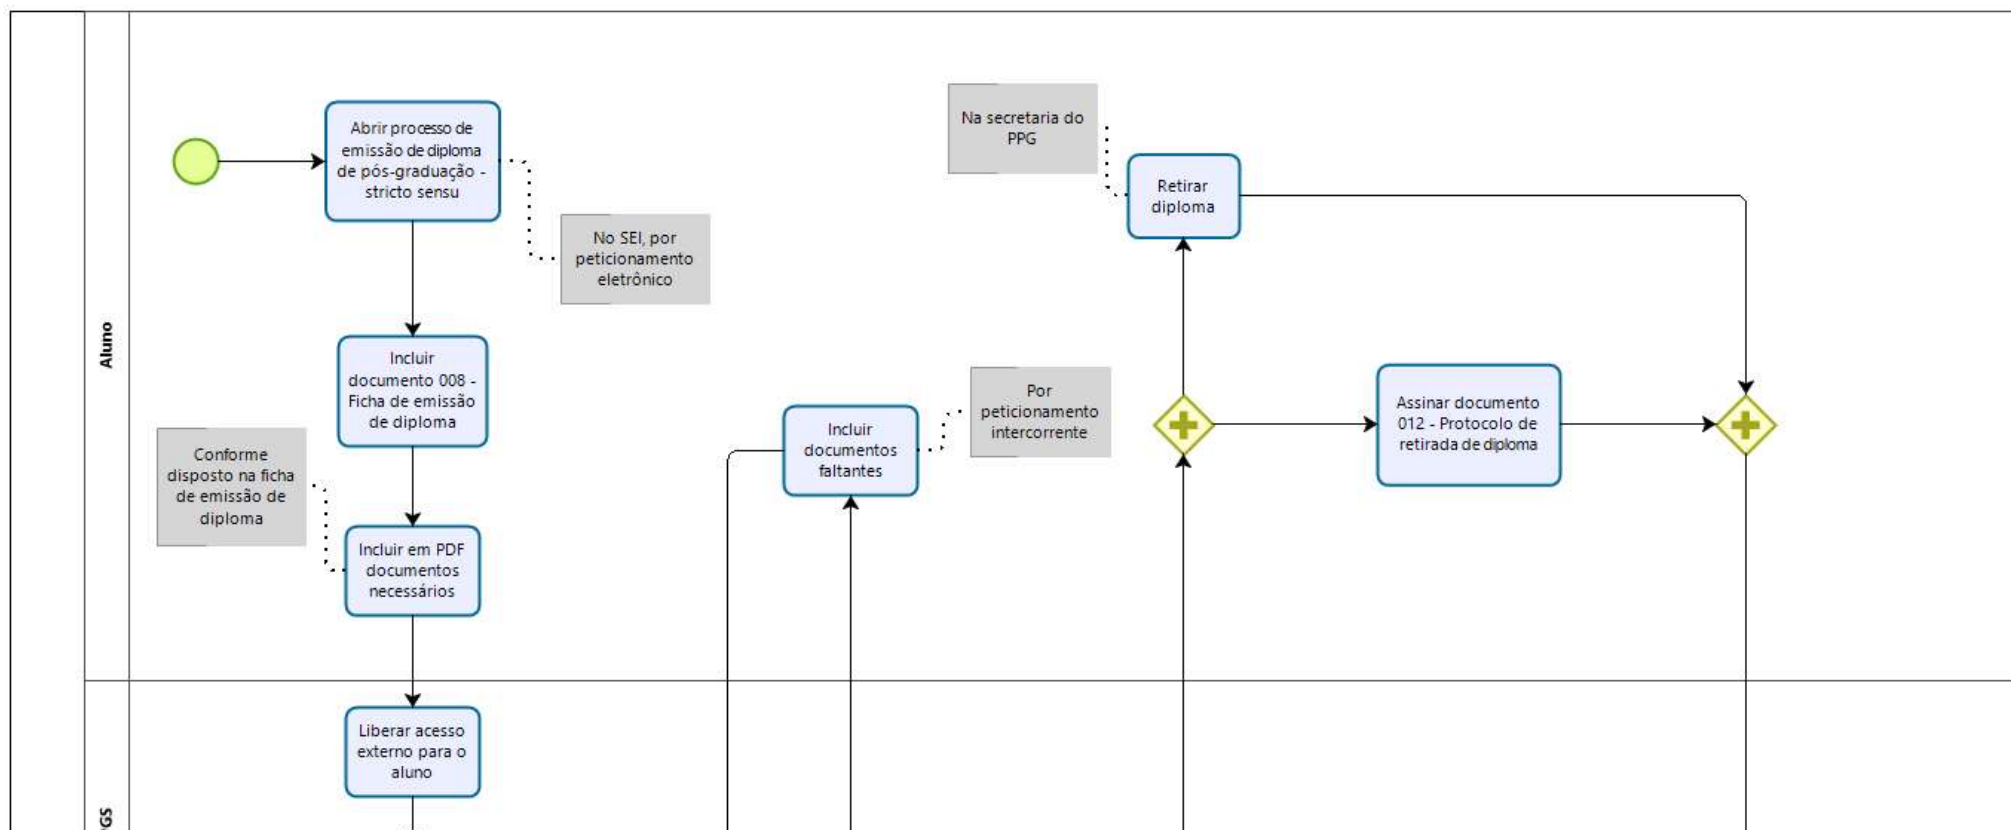 Aluno
Abrir processo de
emissão de diploma
de pós-graduação -
stricto sensu
No SEI, por
peticionamento
eletrônico
Incluir
documento 008 -
Ficha de emissão
de diploma
Conforme
disposto na ficha
de emissão de
diploma
Incluir em PDF
documentos
necessários
Incluir
documentos
faltantes
Por
peticionamento
intercorrente
Na secretaria do
PPG
Retirar
diploma
Assinar documento
012 - Protocolo de
retirada de diploma
Liberar acesso
externo para o
aluno